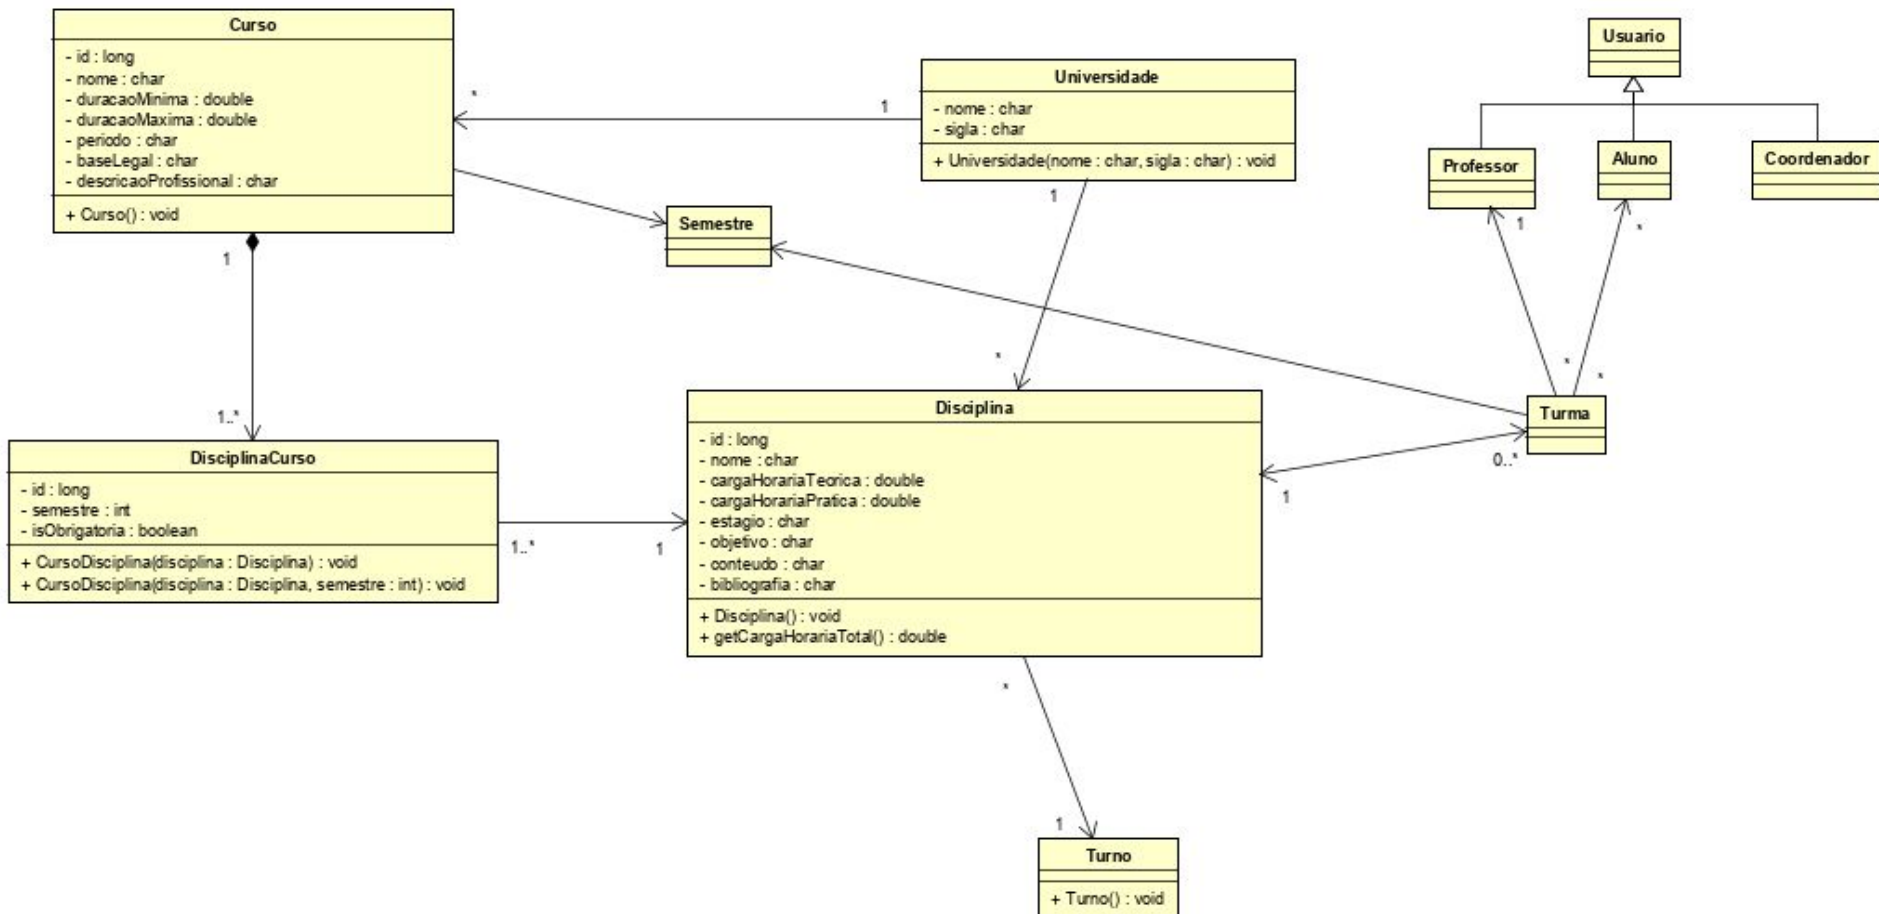 Curso
- id : long
- nome : char
- duracaoMinima : double
- duracaoMaxima : double
- periodo : char
- baseLegal : char
- descricaoProfissional : char
+ Curso() : void
*
1
Universidade
- nome : char
- sigla : char
+ Universidade(nome : char, sigla : char) : void
Usuario
Professor
Aluno
Coordenador
Semestre
1
1
1
*
1..*
*
*
*
DisciplinaCurso
- id : long
- semestre : int
- isObrigatoria : boolean
+ CursoDisciplina(disciplina : Disciplina) : void
+ CursoDisciplina(disciplina : Disciplina, semestre : int) : void
1..*
1
Disciplina
- id : long
- nome : char
- cargaHorariaTeorica : double
- cargaHorariaPratica : double
- estagio : char
- objetivo : char
- conteudo : char
- bibliografia : char
+ Disciplina() : void
+ getCargaHorariaTotal() : double
Turma
0..*
1
*
1
Turno
+ Turno() : void